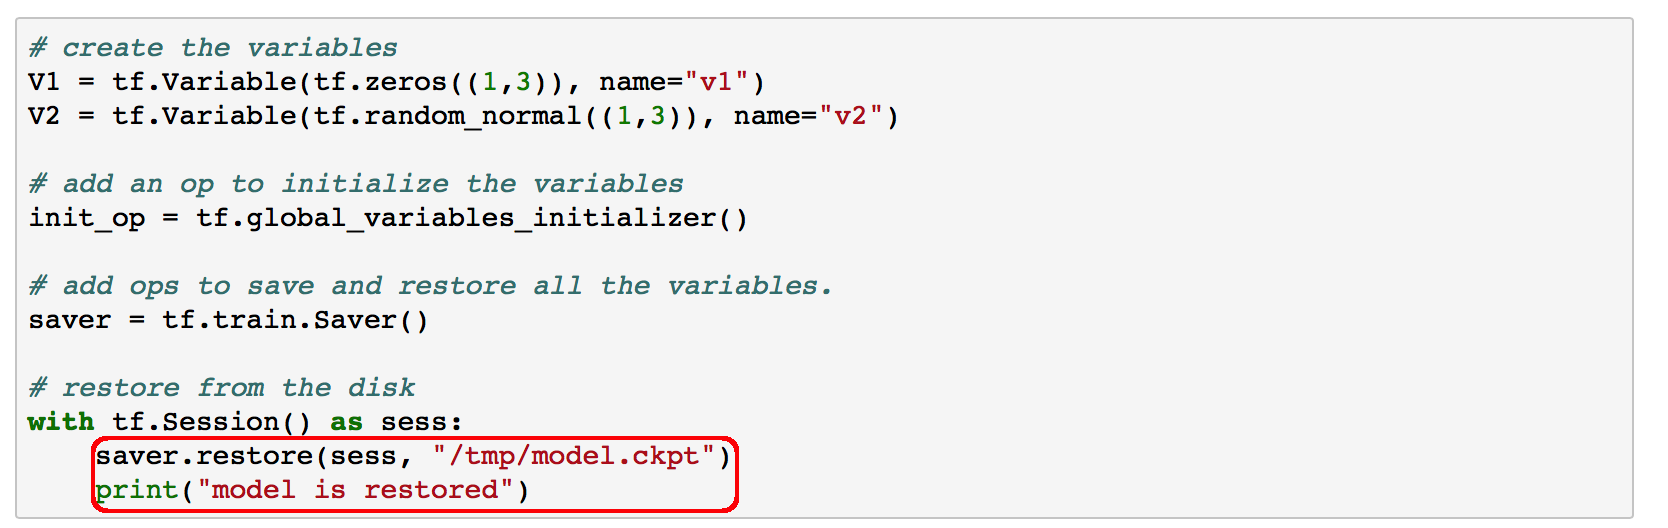 # create the variables
V1 = tf.Variable(tf.zeros((1,3)), name="v1")
V2 = tf.Variable(tf.random_normal((1,3)), name="v2")
# add an op to initialize the variables
init_op = tf.global_variables_initializer()
# add ops to save and restore all the variables.
saver = tf.train.Saver()
# restore from the disk
with tf.Session() as sess:
saver.restore(sess, "/tmp/model.ckpt")
print("model is restored")